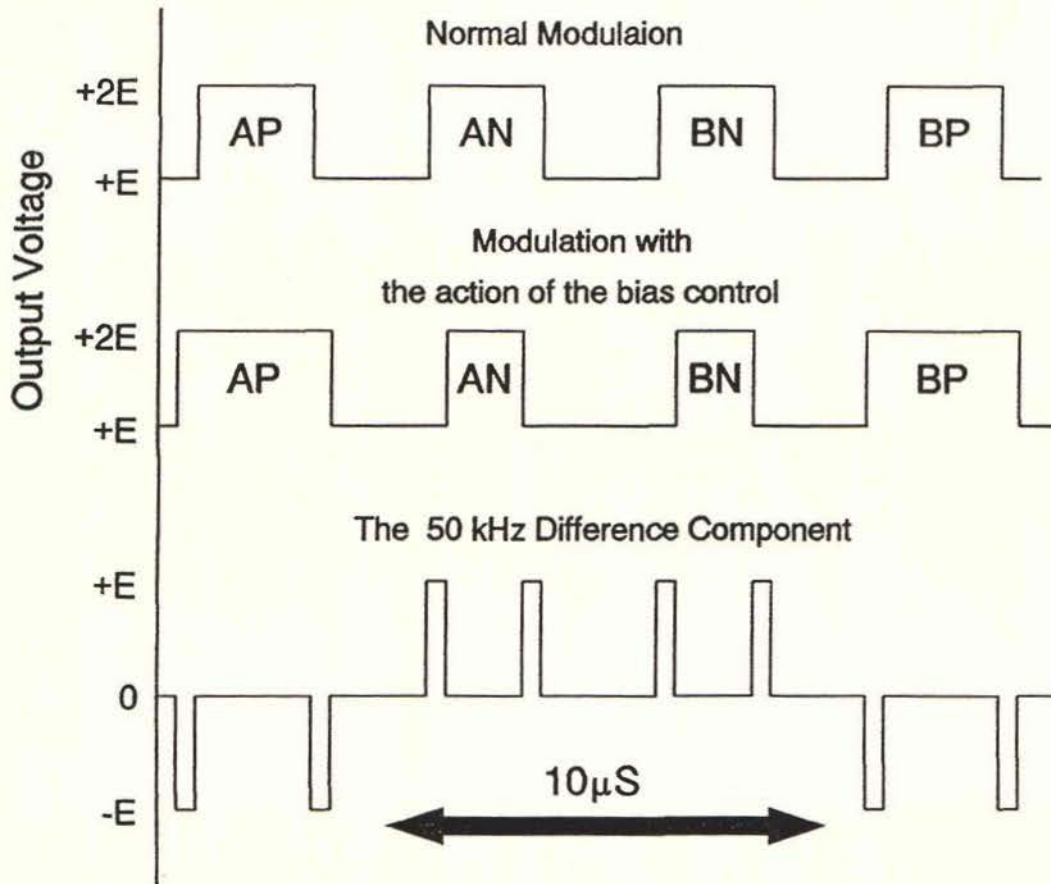 Normal Modulaion
Output Voltage
+2E
AP
AN
BN
BP
+E
Modulation with
the action of the bias control
+2E
AP
AN
BN
BP
+E
The 50 kHz Difference Component
+E
0
10μS
-E